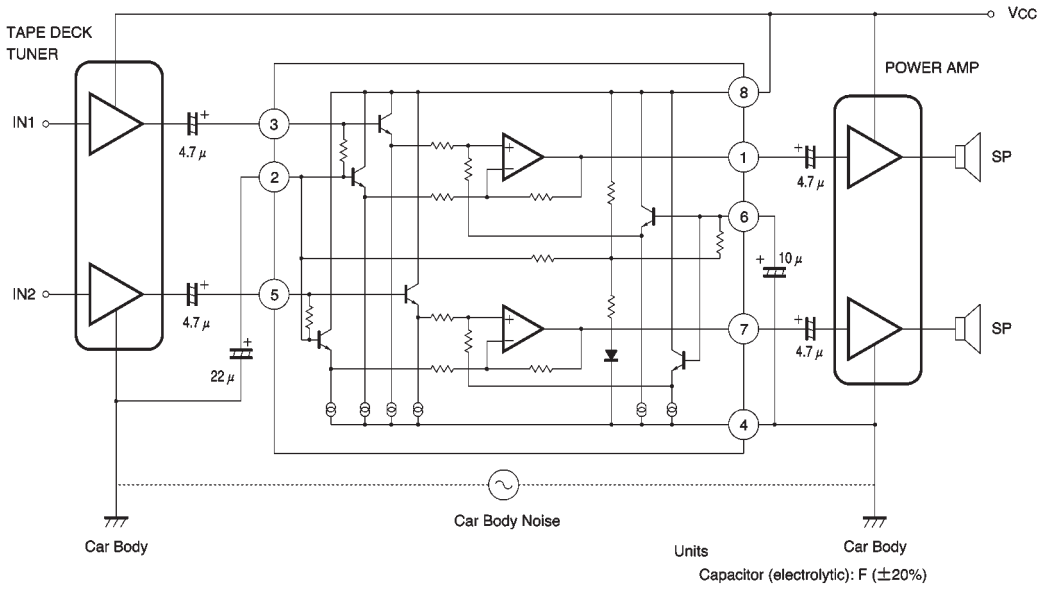 VCC
TAPE DECK
TUNER
POWER AMP
8
IN1
+
3
4.7 μ
+
−
1
+
4.7 μ
SP
2
6
+ 10 μ
IN2
+
5
4.7 μ
+
22 μ
+
−
7
+
4.7 μ
SP
4
Car Body Noise
Car Body
Car Body
Units
Capacitor (electrolytic): F (±20%)